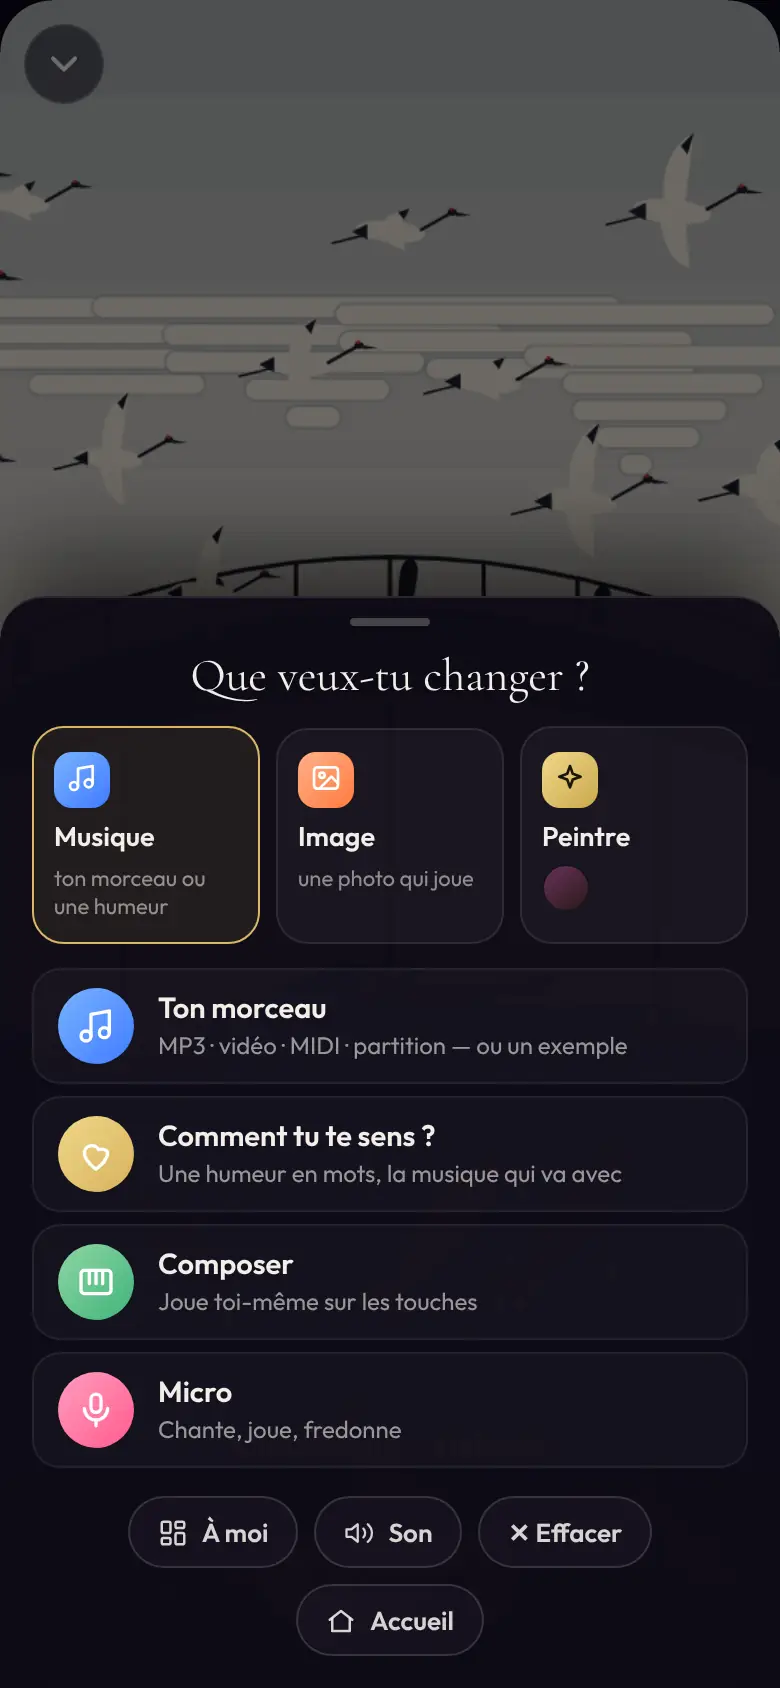 Que veux-tu changer ?
Musique
ton morceau ou
une humeur
Image
une photo qui joue
Peintre
Ton morceau
MP3 · vidéo · MIDI · partition — ou un exemple
Comment tu te sens ?
Une humeur en mots, la musique qui va avec
Composer
Joue toi-même sur les touches
Micro
Chante, joue, fredonne
À moi
Son
✕ Effacer
Accueil